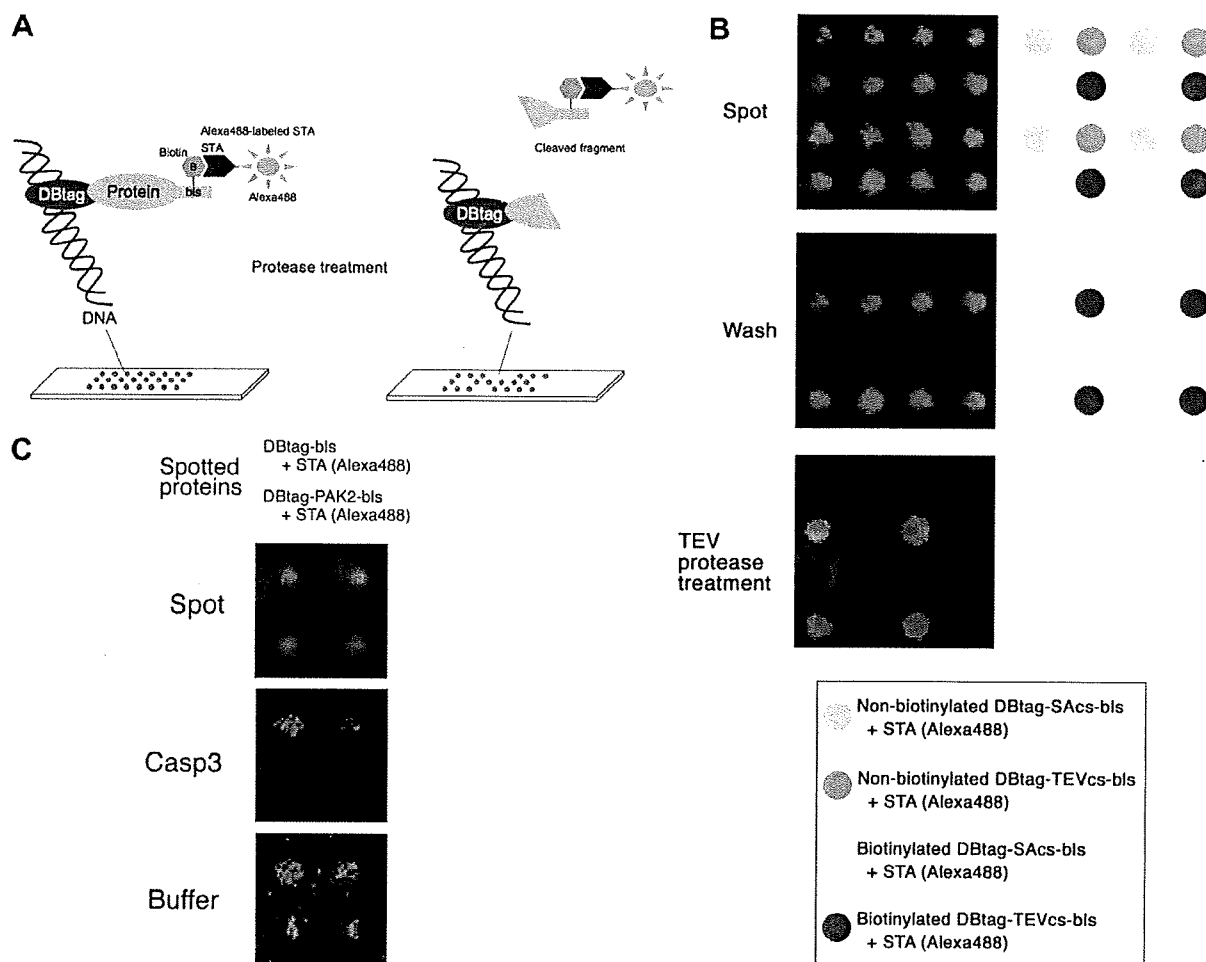 A
Alexa488-labeled STA
Biotin
STA
B
DBtag
Protein
bls
Alexa488
DNA
Protease treatment
Cleaved fragment
DBtag
B
Spot
Wash
TEV
protease
treatment
Non-biotinylated DBtag-SAcs-bls
+ STA (Alexa488)
Non-biotinylated DBtag-TEVcs-bls
+ STA (Alexa488)
Biotinylated DBtag-SAcs-bls
+ STA (Alexa488)
Biotinylated DBtag-TEVcs-bls
+ STA (Alexa488)
C
Spotted
proteins
DBtag-bls
+ STA (Alexa488)
DBtag-PAK2-bls
+ STA (Alexa488)
Spot
Casp3
Buffer